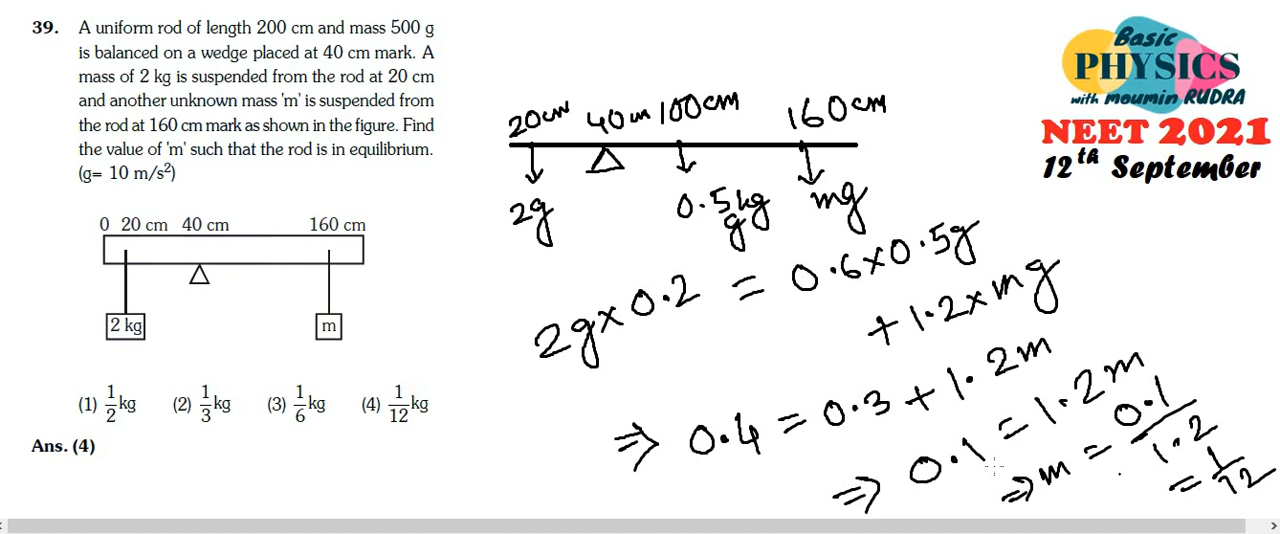 39. A uniform rod of length 200 cm and mass 500 g
is balanced on a wedge placed at 40 cm mark. A
mass of 2 kg is suspended from the rod at 20 cm
and another unknown mass 'm' is suspended from
the rod at 160 cm mark as shown in the figure. Find
the value of 'm' such that the rod is in equilibrium.
(g= 10 m/s²)
0 20 cm 40 cm 160 cm
2 kg m
(1) 1/2 kg (2) 1/3 kg (3) 1/6 kg (4) 1/12 kg
Ans. (4)
20cm 40cm 100cm 160cm
2g 0.5kg g mg
2g×0.2 = 0.6×0.5g
+1.2×mg
⇒ 0.4 = 0.3 + 1.2m
⇒ 0.1 = 1.2m
⇒ m = 0.1/1.2
= 1/12
Basic
PHYSICS
with moumin RUDRA
NEET 2021
12th September